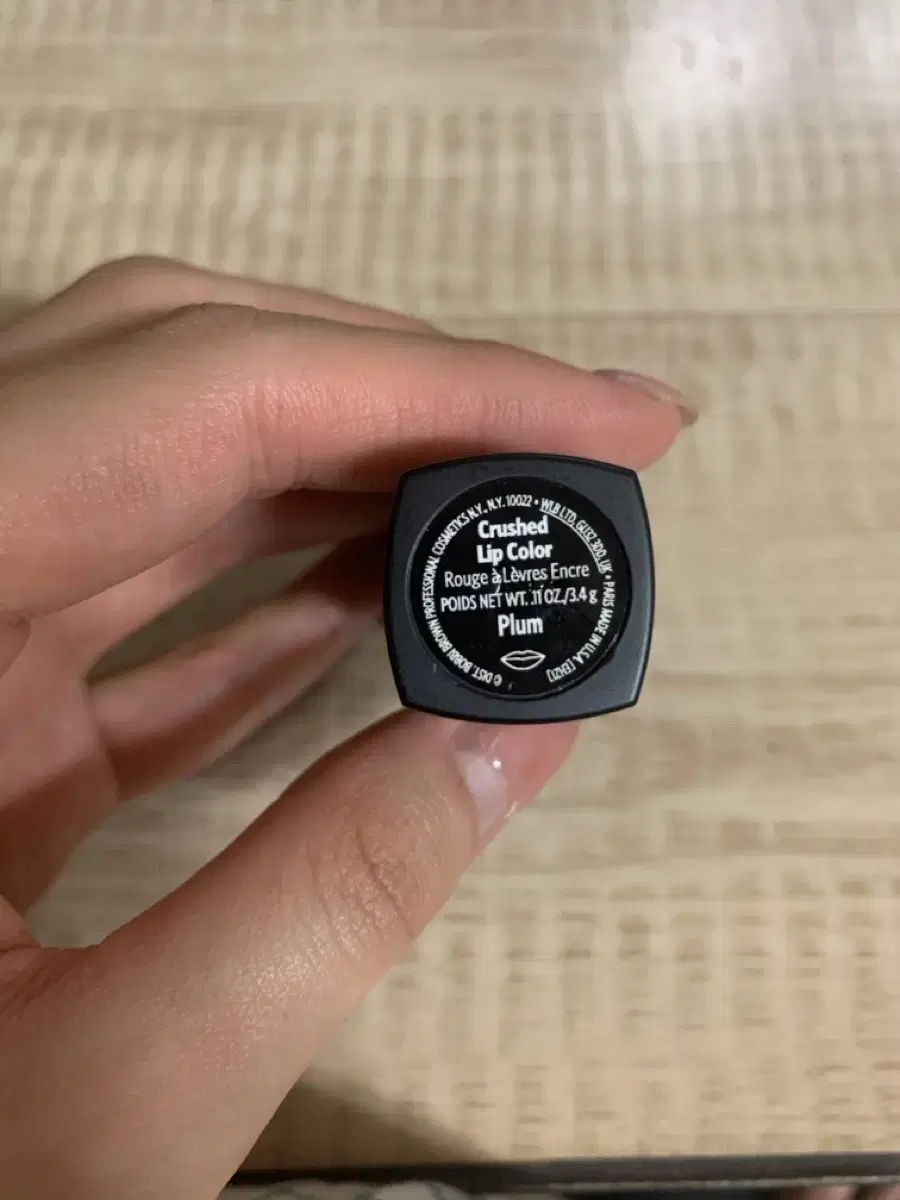 Crushed
Lip Color
Rouge à Lèvres Encre
POIDS NET WT. .11 OZ./3.4 g
Plum
© DIST. BOBBI BROWN PROFESSIONAL COSMETICS N.Y., N.Y. 10022 • WLB LTD, GU32 3DD, UK • PARIS MADE IN U.S.A. [EHZ1]